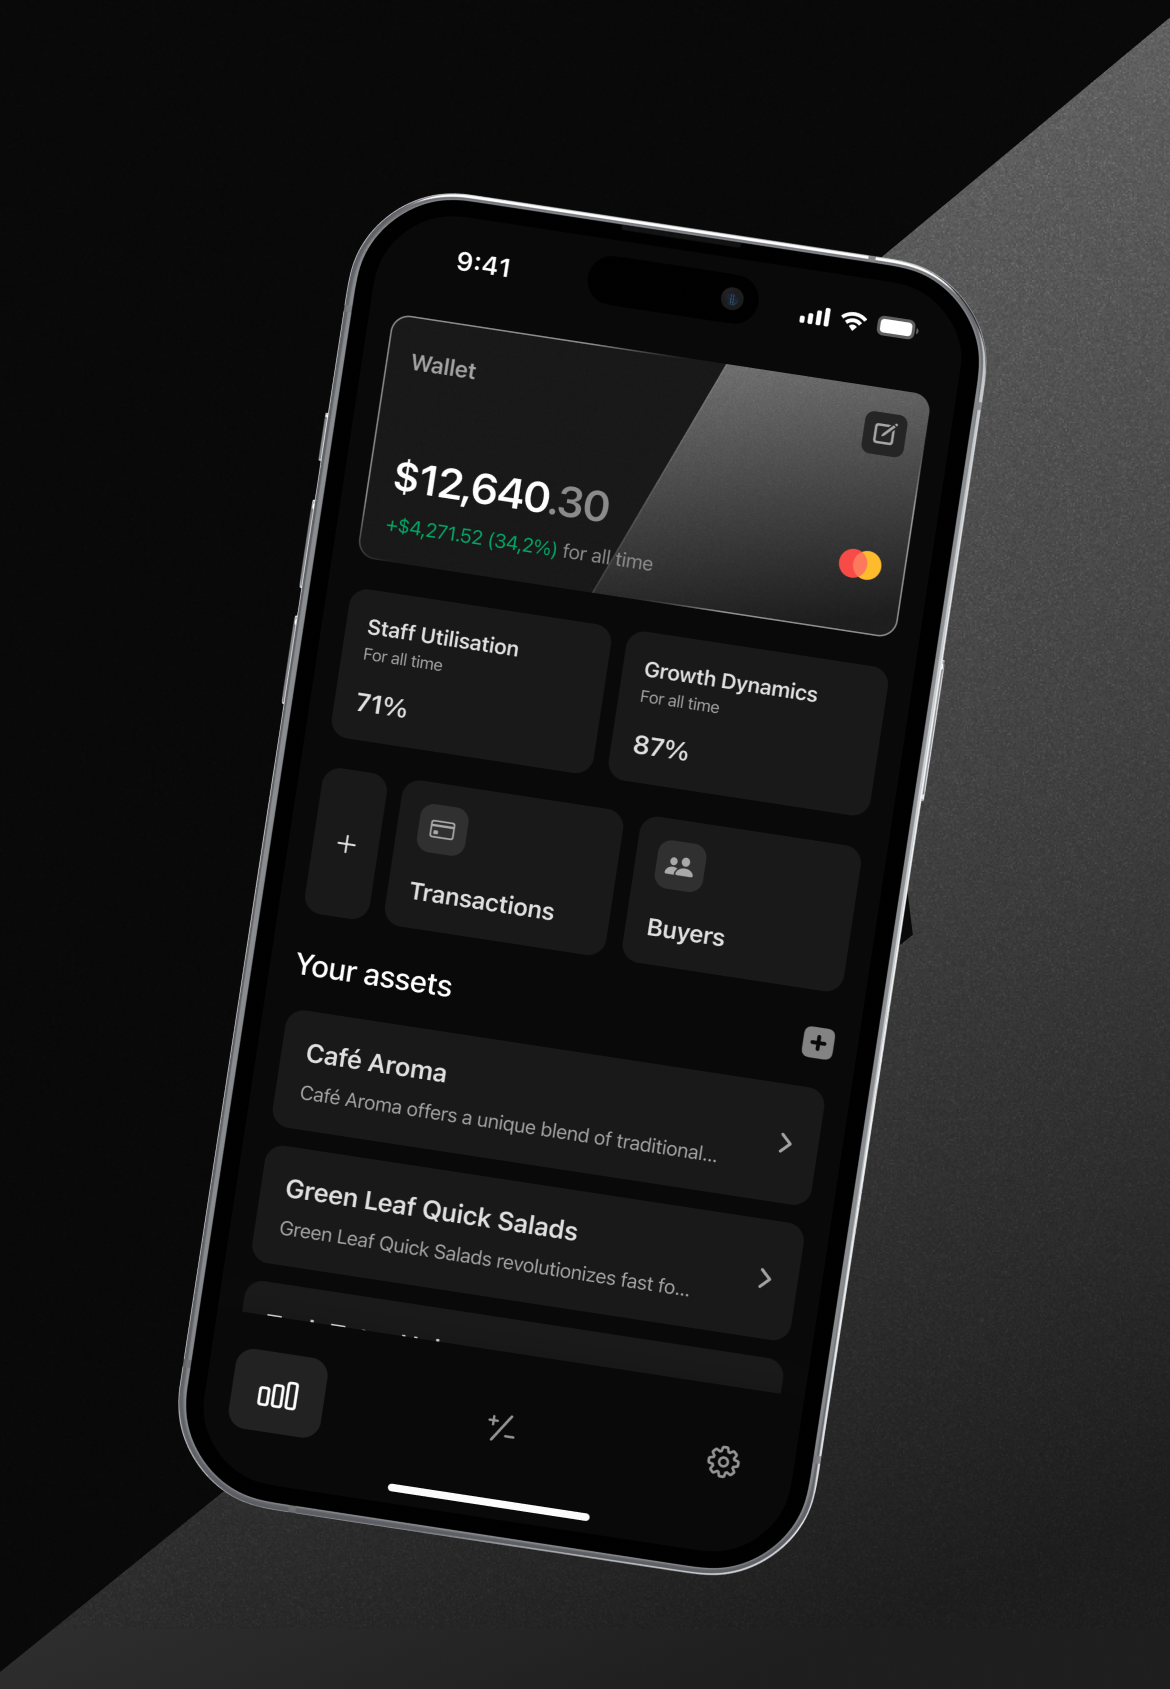 9:41
Wallet
$12,640.30
+$4,271.52 (34,2%) for all time
Staff Utilisation
For all time
71%
Growth Dynamics
For all time
87%
+
Transactions
Buyers
Your assets
Café Aroma
Café Aroma offers a unique blend of traditional...
Green Leaf Quick Salads
Green Leaf Quick Salads revolutionizes fast fo...